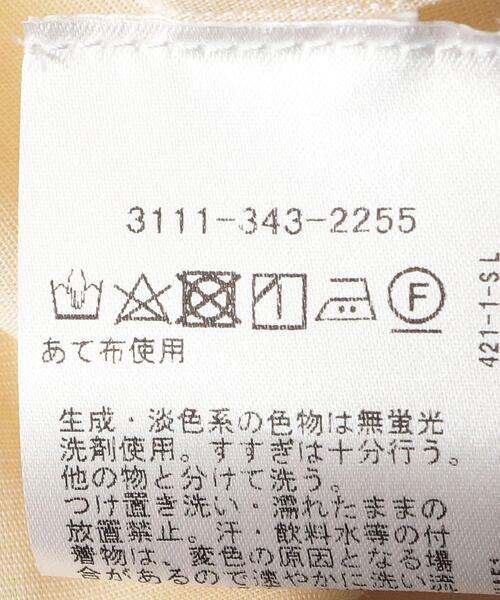 3111-343-2255
F
あて布使用
生成・淡色系の色物は無蛍光
洗剤使用。すすぎは十分行う。
他の物と分けて洗う。
つけ置き洗い・濡れたままの
放置禁止。汗・飲料水等の付
着物は、変色の原因となる場
合があるので速やかに洗い流
421-1-SL